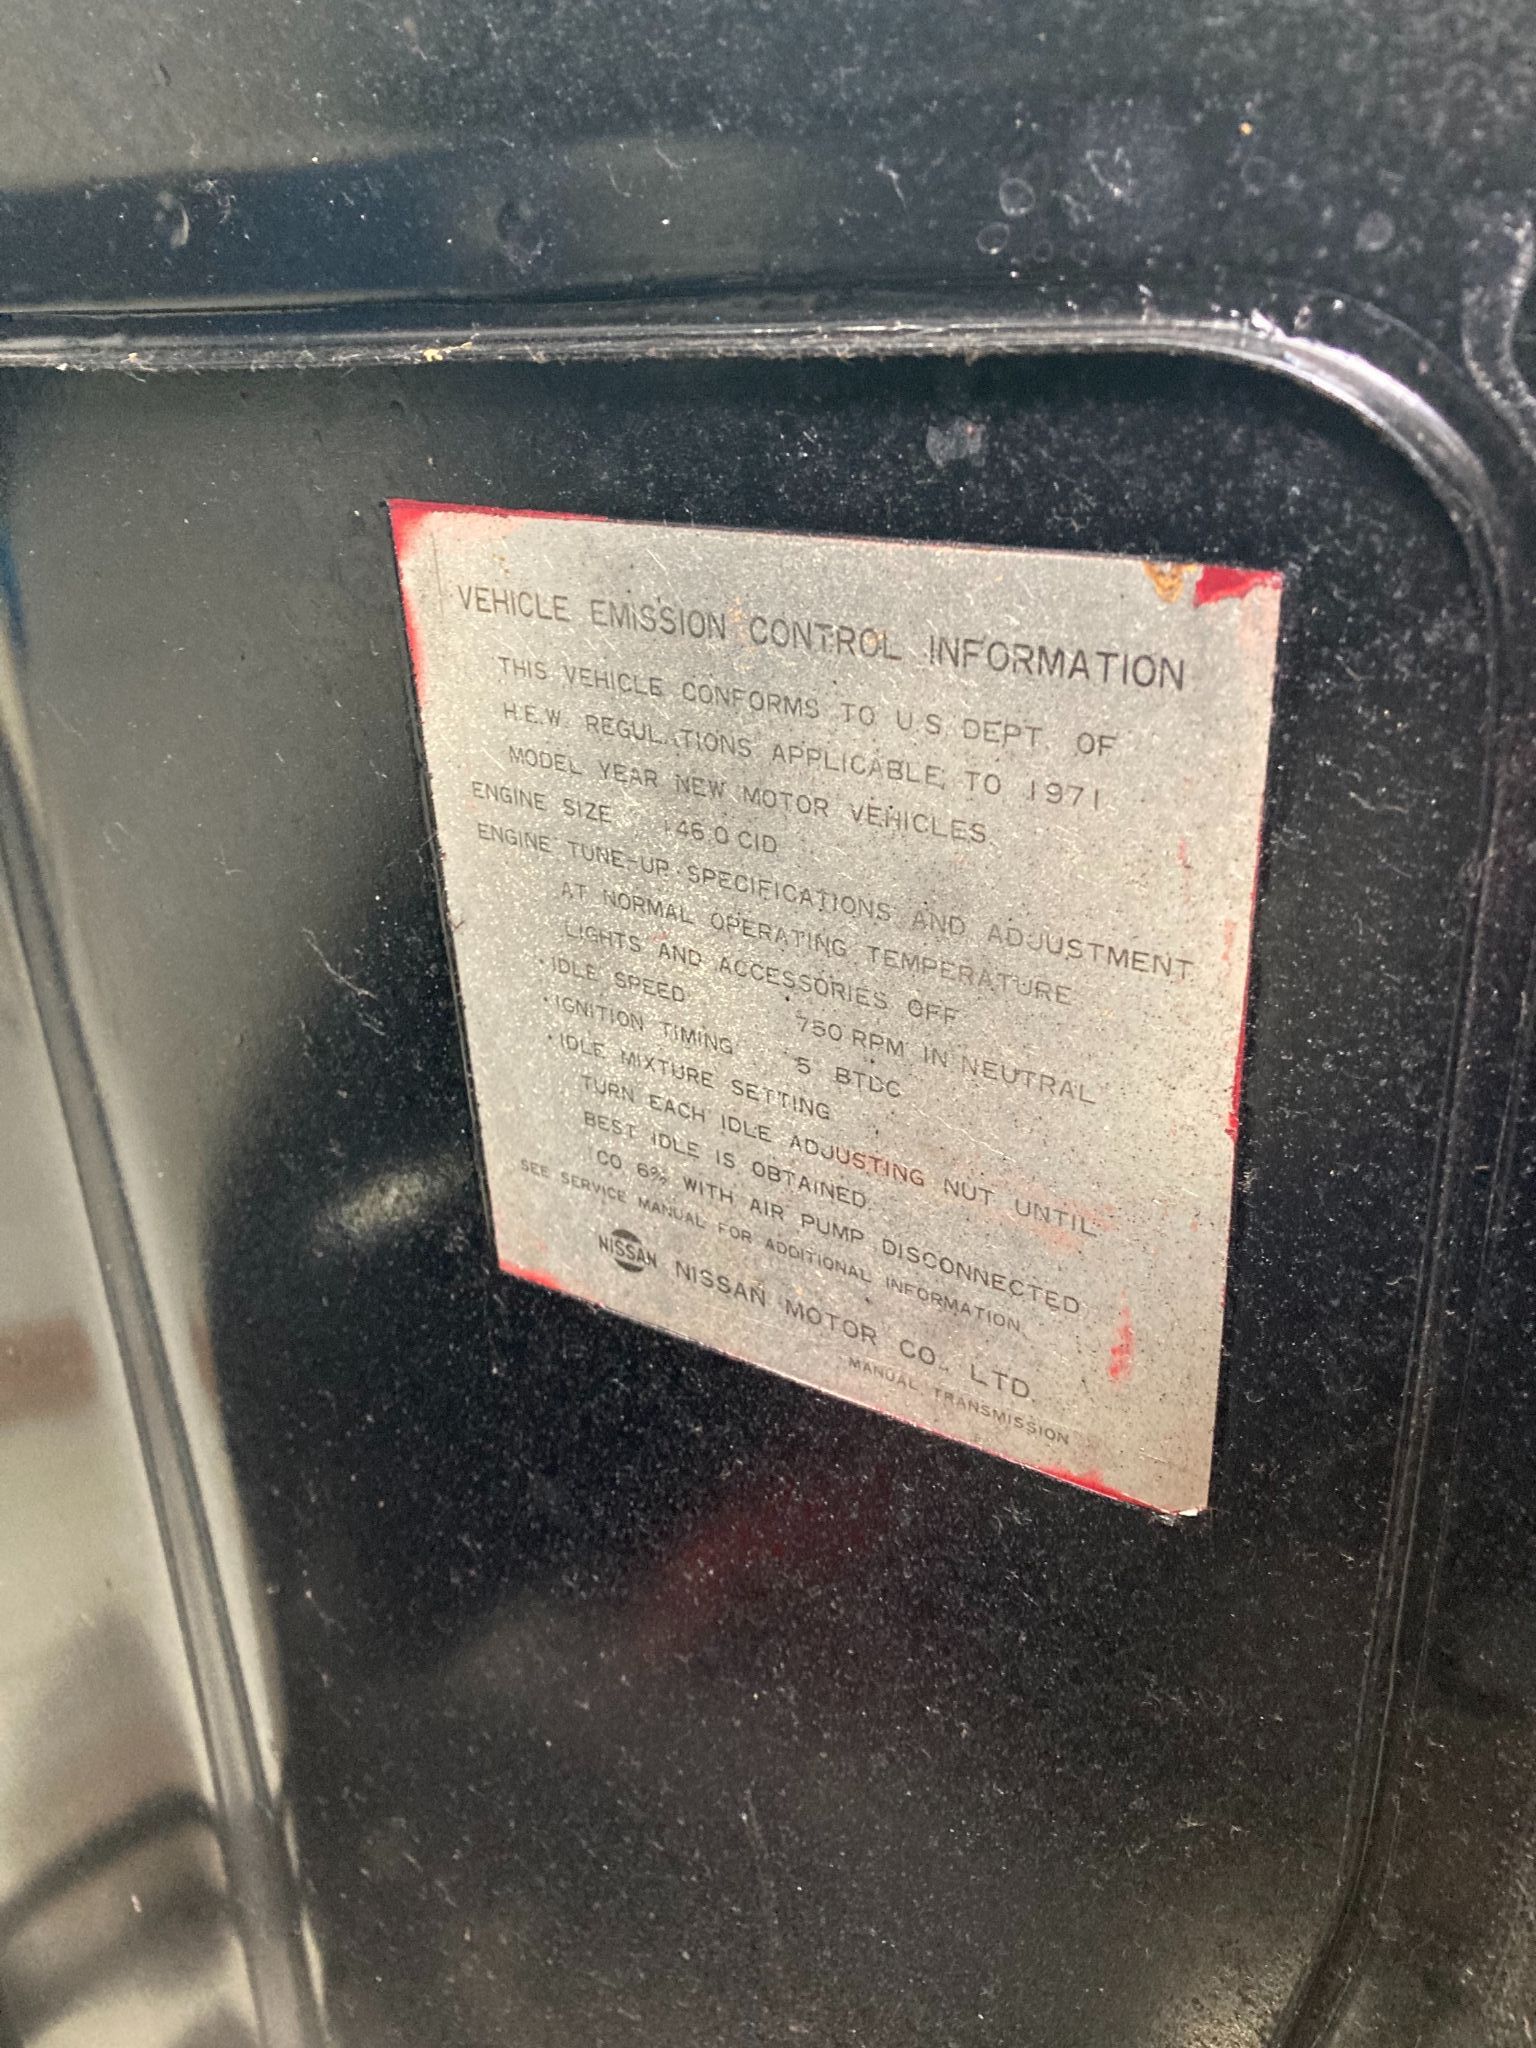 VEHICLE EMISSION CONTROL INFORMATION
THIS VEHICLE CONFORMS TO U.S. DEPT. OF
H.E.W. REGULATIONS APPLICABLE TO 1971
MODEL YEAR NEW MOTOR VEHICLES.
ENGINE SIZE 146.0 CID
ENGINE TUNE-UP SPECIFICATIONS AND ADJUSTMENT
AT NORMAL OPERATING TEMPERATURE
LIGHTS AND ACCESSORIES OFF
· IDLE SPEED 750 RPM IN NEUTRAL
· IGNITION TIMING 5° BTDC
· IDLE MIXTURE SETTING
TURN EACH IDLE ADJUSTING NUT UNTIL
BEST IDLE IS OBTAINED.
(CO 6% WITH AIR PUMP DISCONNECTED
SEE SERVICE MANUAL FOR ADDITIONAL INFORMATION.
NISSAN NISSAN MOTOR CO., LTD.
MANUAL TRANSMISSION